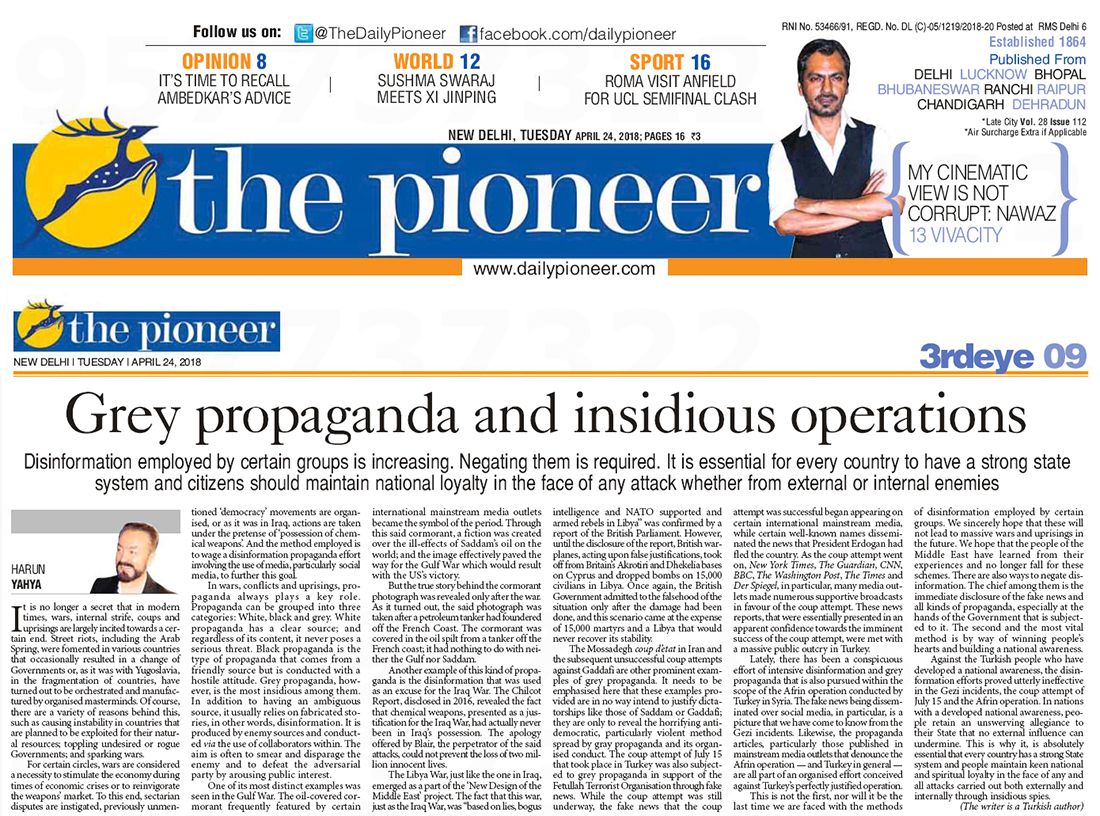 RNI No. 53466/91, REGD. No. DL (C)-05/1219/2018-20 Posted at RMS Delhi 6
Follow us on: @TheDailyPioneer facebook.com/dailypioneer
Established 1864
Published From
DELHI LUCKNOW BHOPAL
BHUBANESWAR RANCHI RAIPUR
CHANDIGARH DEHRADUN
*Late City Vol. 28 Issue 112
*Air Surcharge Extra if Applicable
OPINION 8
IT'S TIME TO RECALL
AMBEDKAR'S ADVICE
WORLD 12
SUSHMA SWARAJ
MEETS XI JINPING
SPORT 16
ROMA VISIT ANFIELD
FOR UCL SEMIFINAL CLASH
NEW DELHI, TUESDAY APRIL 24, 2018; PAGES 16 ₹3
the pioneer
MY CINEMATIC
VIEW IS NOT
CORRUPT: NAWAZ
13 VIVACITY
www.dailypioneer.com
the pioneer
NEW DELHI | TUESDAY | APRIL 24, 2018
3rdeye 09
Grey propaganda and insidious operations
Disinformation employed by certain groups is increasing. Negating them is required. It is essential for every country to have a strong state
system and citizens should maintain national loyalty in the face of any attack whether from external or internal enemies
HARUN
YAHYA
It is no longer a secret that in modern
times, wars, internal strife, coups and
uprisings are largely incited towards a cer-
tain end. Street riots, including the Arab
Spring, were fomented in various countries
that occasionally resulted in a change of
Governments or, as it was with Yugoslavia,
in the fragmentation of countries, have
turned out to be orchestrated and manufac-
tured by organised masterminds. Of course,
there are a variety of reasons behind this,
such as causing instability in countries that
are planned to be exploited for their natur-
al resources; toppling undesired or rogue
Governments; and sparking wars.
For certain circles, wars are considered
a necessity to stimulate the economy during
times of economic crises or to reinvigorate
the weapons' market. To this end, sectarian
disputes are instigated, previously unmen-
tioned 'democracy' movements are organ-
ised, or as it was in Iraq, actions are taken
under the pretense of 'possession of chemi-
cal weapons'. And the method employed is
to wage a disinformation propaganda effort
involving the use of media, particularly social
media, to further this goal.
In wars, conflicts and uprisings, pro-
paganda always plays a key role.
Propaganda can be grouped into three
categories: White, black and grey. White
propaganda has a clear source; and
regardless of its content, it never poses a
serious threat. Black propaganda is the
type of propaganda that comes from a
friendly source but is conducted with a
hostile attitude. Grey propaganda, how-
ever, is the most insidious among them.
In addition to having an ambiguous
source, it usually relies on fabricated sto-
ries, in other words, disinformation. It is
produced by enemy sources and conduct-
ed via the use of collaborators within. The
aim is often to smear and disparage the
enemy and to defeat the adversarial
party by arousing public interest.
One of its most distinct examples was
seen in the Gulf War. The oil-covered cor-
morant frequently featured by certain
international mainstream media outlets
became the symbol of the period. Through
this said cormorant, a fiction was created
over the ill-effects of Saddam's oil on the
world; and the image effectively paved the
way for the Gulf War which would result
with the US's victory.
But the true story behind the cormorant
photograph was revealed only after the war.
As it turned out, the said photograph was
taken after a petroleum tanker had foundered
off the French Coast. The cormorant was
covered in the oil spilt from a tanker off the
French coast; it had nothing to do with nei-
ther the Gulf nor Saddam.
Another example of this kind of propa-
ganda is the disinformation that was used
as an excuse for the Iraq War. The Chilcot
Report, disclosed in 2016, revealed the fact
that chemical weapons, presented as a jus-
tification for the Iraq War, had actually never
been in Iraq's possession. The apology
offered by Blair, the perpetrator of the said
attacks, could not prevent the loss of two mil-
lion innocent lives.
The Libya War, just like the one in Iraq,
emerged as a part of the 'New Design of the
Middle East' project. The fact that this war,
just as the Iraq War, was "based on lies, bogus
intelligence and NATO supported and
armed rebels in Libya" was confirmed by a
report of the British Parliament. However,
until the disclosure of the report, British war-
planes, acting upon false justifications, took
off from Britain's Akrotiri and Dhekelia bases
on Cyprus and dropped bombs on 15,000
civilians in Libya. Once again, the British
Government admitted to the falsehood of the
situation only after the damage had been
done, and this scenario came at the expense
of 15,000 martyrs and a Libya that would
never recover its stability.
The Mossadegh coup d'état in Iran and
the subsequent unsuccessful coup attempts
against Gaddafi are other prominent exam-
ples of grey propaganda. It needs to be
emphasised here that these examples pro-
vided are in no way intend to justify dicta-
torships like those of Saddam or Gaddafi;
they are only to reveal the horrifying anti-
democratic, particularly violent method
spread by gray propaganda and its organ-
ised conduct. The coup attempt of July 15
that took place in Turkey was also subject-
ed to grey propaganda in support of the
Fetullah Terrorist Organisation through fake
news. While the coup attempt was still
underway, the fake news that the coup
attempt was successful began appearing on
certain international mainstream media,
while certain well-known names dissemi-
nated the news that President Erdogan had
fled the country. As the coup attempt went
on, New York Times, The Guardian, CNN,
BBC, The Washington Post, The Times and
Der Spiegel, in particular, many media out-
lets made numerous supportive broadcasts
in favour of the coup attempt. These news
reports, that were essentially presented in an
apparent confidence towards the imminent
success of the coup attempt, were met with
a massive public outcry in Turkey.
Lately, there has been a conspicuous
effort of intensive disinformation and grey
propaganda that is also pursued within the
scope of the Afrin operation conducted by
Turkey in Syria. The fake news being dissem-
inated over social media, in particular, is a
picture that we have come to know from the
Gezi incidents. Likewise, the propaganda
articles, particularly those published in
mainstream media outlets that denounce the
Afrin operation — and Turkey in general —
are all part of an organised effort conceived
against Turkey's perfectly justified operation.
This is not the first, nor will it be the
last time we are faced with the methods
of disinformation employed by certain
groups. We sincerely hope that these will
not lead to massive wars and uprisings in
the future. We hope that the people of the
Middle East have learned from their
experiences and no longer fall for these
schemes. There are also ways to negate dis-
information. The chief among them is the
immediate disclosure of the fake news and
all kinds of propaganda, especially at the
hands of the Government that is subject-
ed to it. The second and the most vital
method is by way of winning people's
hearts and building a national awareness.
Against the Turkish people who have
developed a national awareness, the disin-
formation efforts proved utterly ineffective
in the Gezi incidents, the coup attempt of
July 15 and the Afrin operation. In nations
with a developed national awareness, peo-
ple retain an unswerving allegiance to
their State that no external influence can
undermine. This is why it, is absolutely
essential that every country has a strong State
system and people maintain keen national
and spiritual loyalty in the face of any and
all attacks carried out both externally and
internally through insidious spies.
(The writer is a Turkish author)